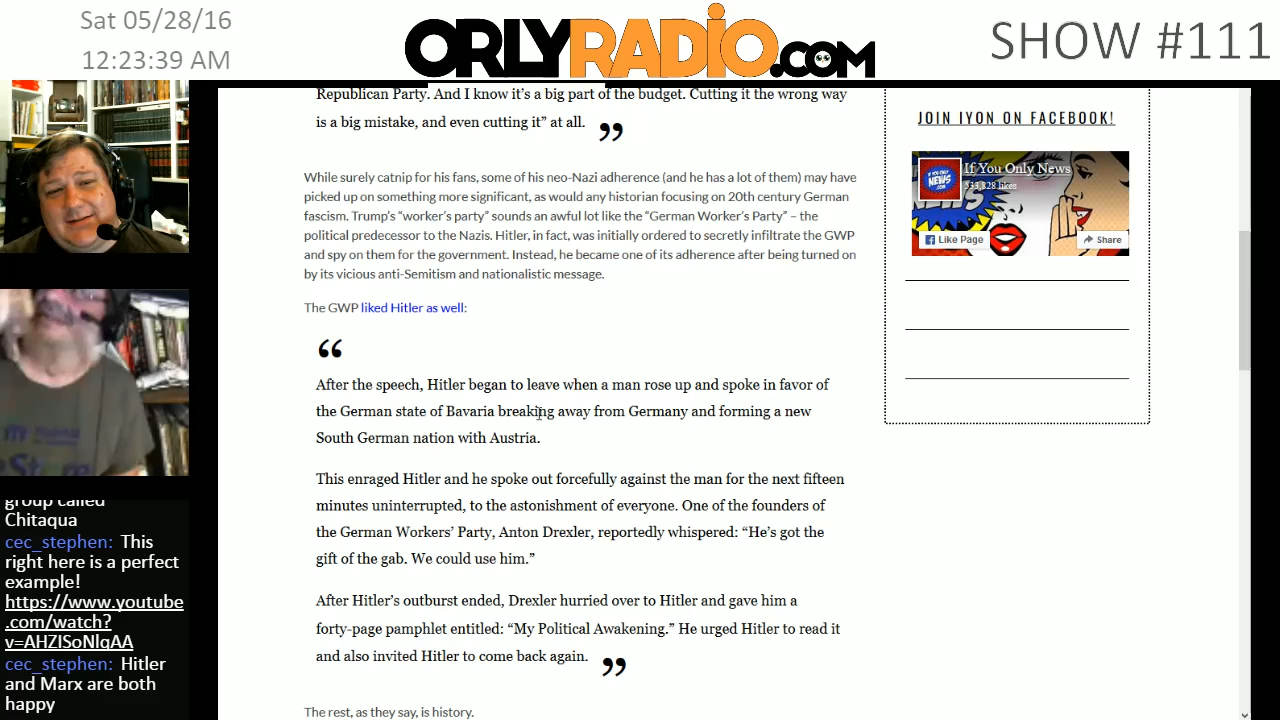 Sat 05/28/16
12:23:39 AM
ORLYRADiO.COM
SHOW #111
Republican Party. And I know it’s a big part of the budget. Cutting it the wrong way
is a big mistake, and even cutting it” at all.
”
While surely catnip for his fans, some of his neo-Nazi adherence (and he has a lot of them) may have
picked up on something more significant, as would any historian focusing on 20th century German
fascism. Trump’s “worker’s party” sounds an awful lot like the “German Worker’s Party” – the
political predecessor to the Nazis. Hitler, in fact, was initially ordered to secretly infiltrate the GWP
and spy on them for the government. Instead, he became one of its adherence after being turned on
by its vicious anti-Semitism and nationalistic message.
The GWP liked Hitler as well:
“
After the speech, Hitler began to leave when a man rose up and spoke in favor of
the German state of Bavaria breaking away from Germany and forming a new
South German nation with Austria.
This enraged Hitler and he spoke out forcefully against the man for the next fifteen
minutes uninterrupted, to the astonishment of everyone. One of the founders of
the German Workers’ Party, Anton Drexler, reportedly whispered: “He’s got the
gift of the gab. We could use him.”
After Hitler’s outburst ended, Drexler hurried over to Hitler and gave him a
forty-page pamphlet entitled: “My Political Awakening.” He urged Hitler to read it
and also invited Hitler to come back again.
”
The rest, as they say, is history.
JOIN IYON ON FACEBOOK!
If You Only News
533,828 likes
IF YOU ONLY
NEWS
.COM
Like Page
Share
group called
Chitaqua
cec_stephen: This
right here is a perfect
example!
https://www.youtube
.com/watch?
v=AHZISoNlqAA
cec_stephen: Hitler
and Marx are both
happy